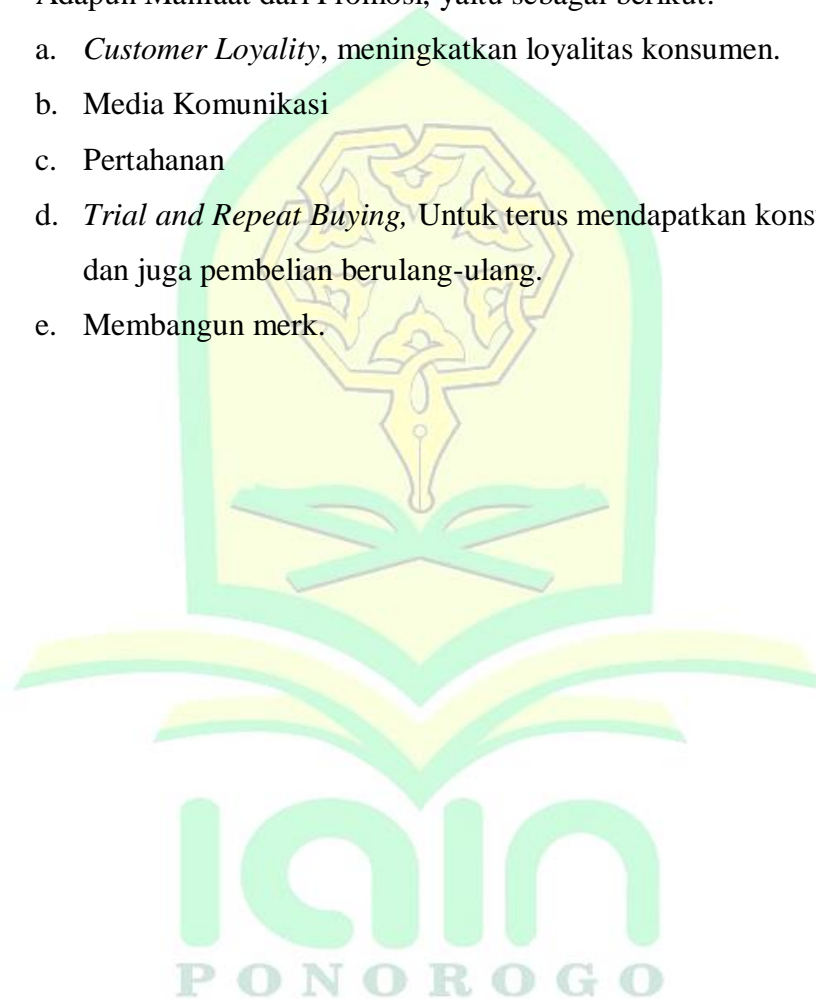 Adapun Manfaat dari Promosi, yaitu sebagai berikut:
a. Customer Loyality, meningkatkan loyalitas konsumen.
b. Media Komunikasi
c. Pertahanan
d. Trial and Repeat Buying, Untuk terus mendapatkan
dan juga pembelian berulang-ulang.
e. Membangun merk.
iain
PONOROGO